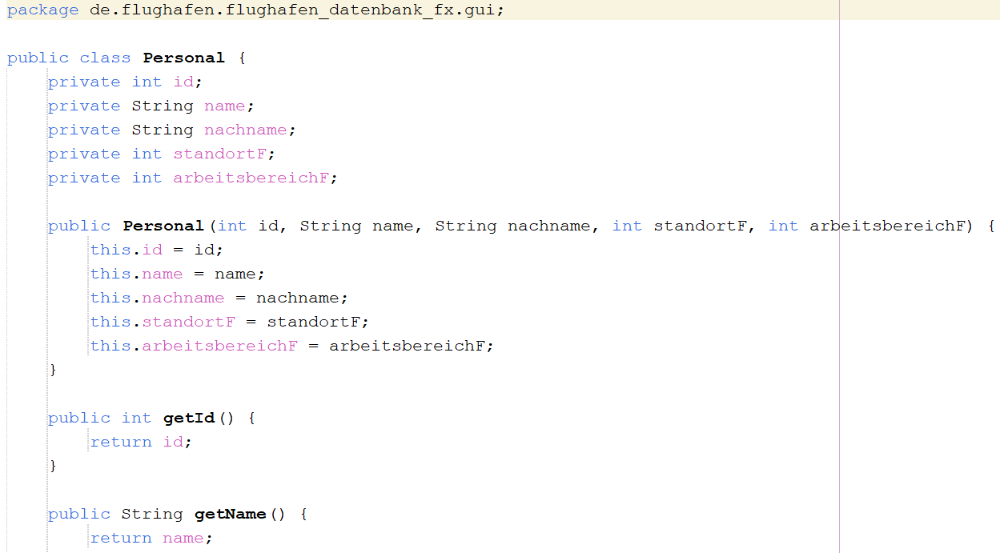 package de.flughafen.flughafen_datenbank_fx.gui;
public class Personal {
private int id;
private String name;
private String nachname;
private int standortF;
private int arbeitsbereichF;
public Personal(int id, String name, String nachname, int standortF, int arbeitsbereichF) {
this.id = id;
this.name = name;
this.nachname = nachname;
this.standortF = standortF;
this.arbeitsbereichF = arbeitsbereichF;
}
public int getId() {
return id;
}
public String getName() {
return name;